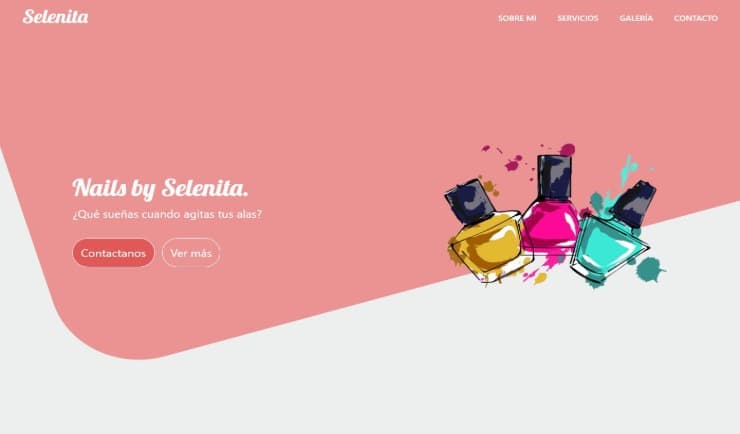 Selenita
SOBRE MI
SERVICIOS
GALERÍA
CONTACTO
Nails by Selenita.
¿Qué sueñas cuando agitas tus alas?
Contactanos
Ver más